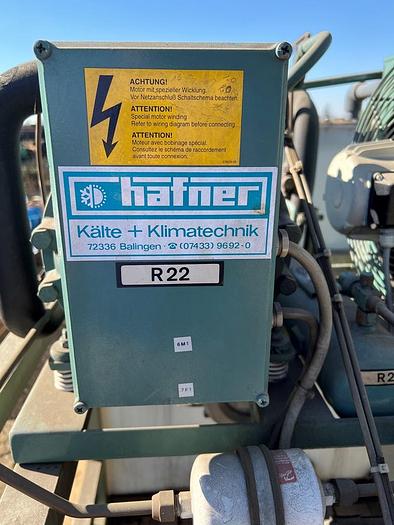 ACHTUNG!
Motor mit spezieller Wicklung.
Vor Netzanschluß Schaltschema beachten.
ATTENTION!
Special motor winding
Refer to wiring diagram before connecting
ATTENTION!
Moteur avec bobinage spécial.
Consultez le schéma de raccordement
avant toute connexion.
hafner
Kälte + Klimatechnik
72336 Balingen · ☎ (07433) 9692-0
R22
6M1
7F1
R2